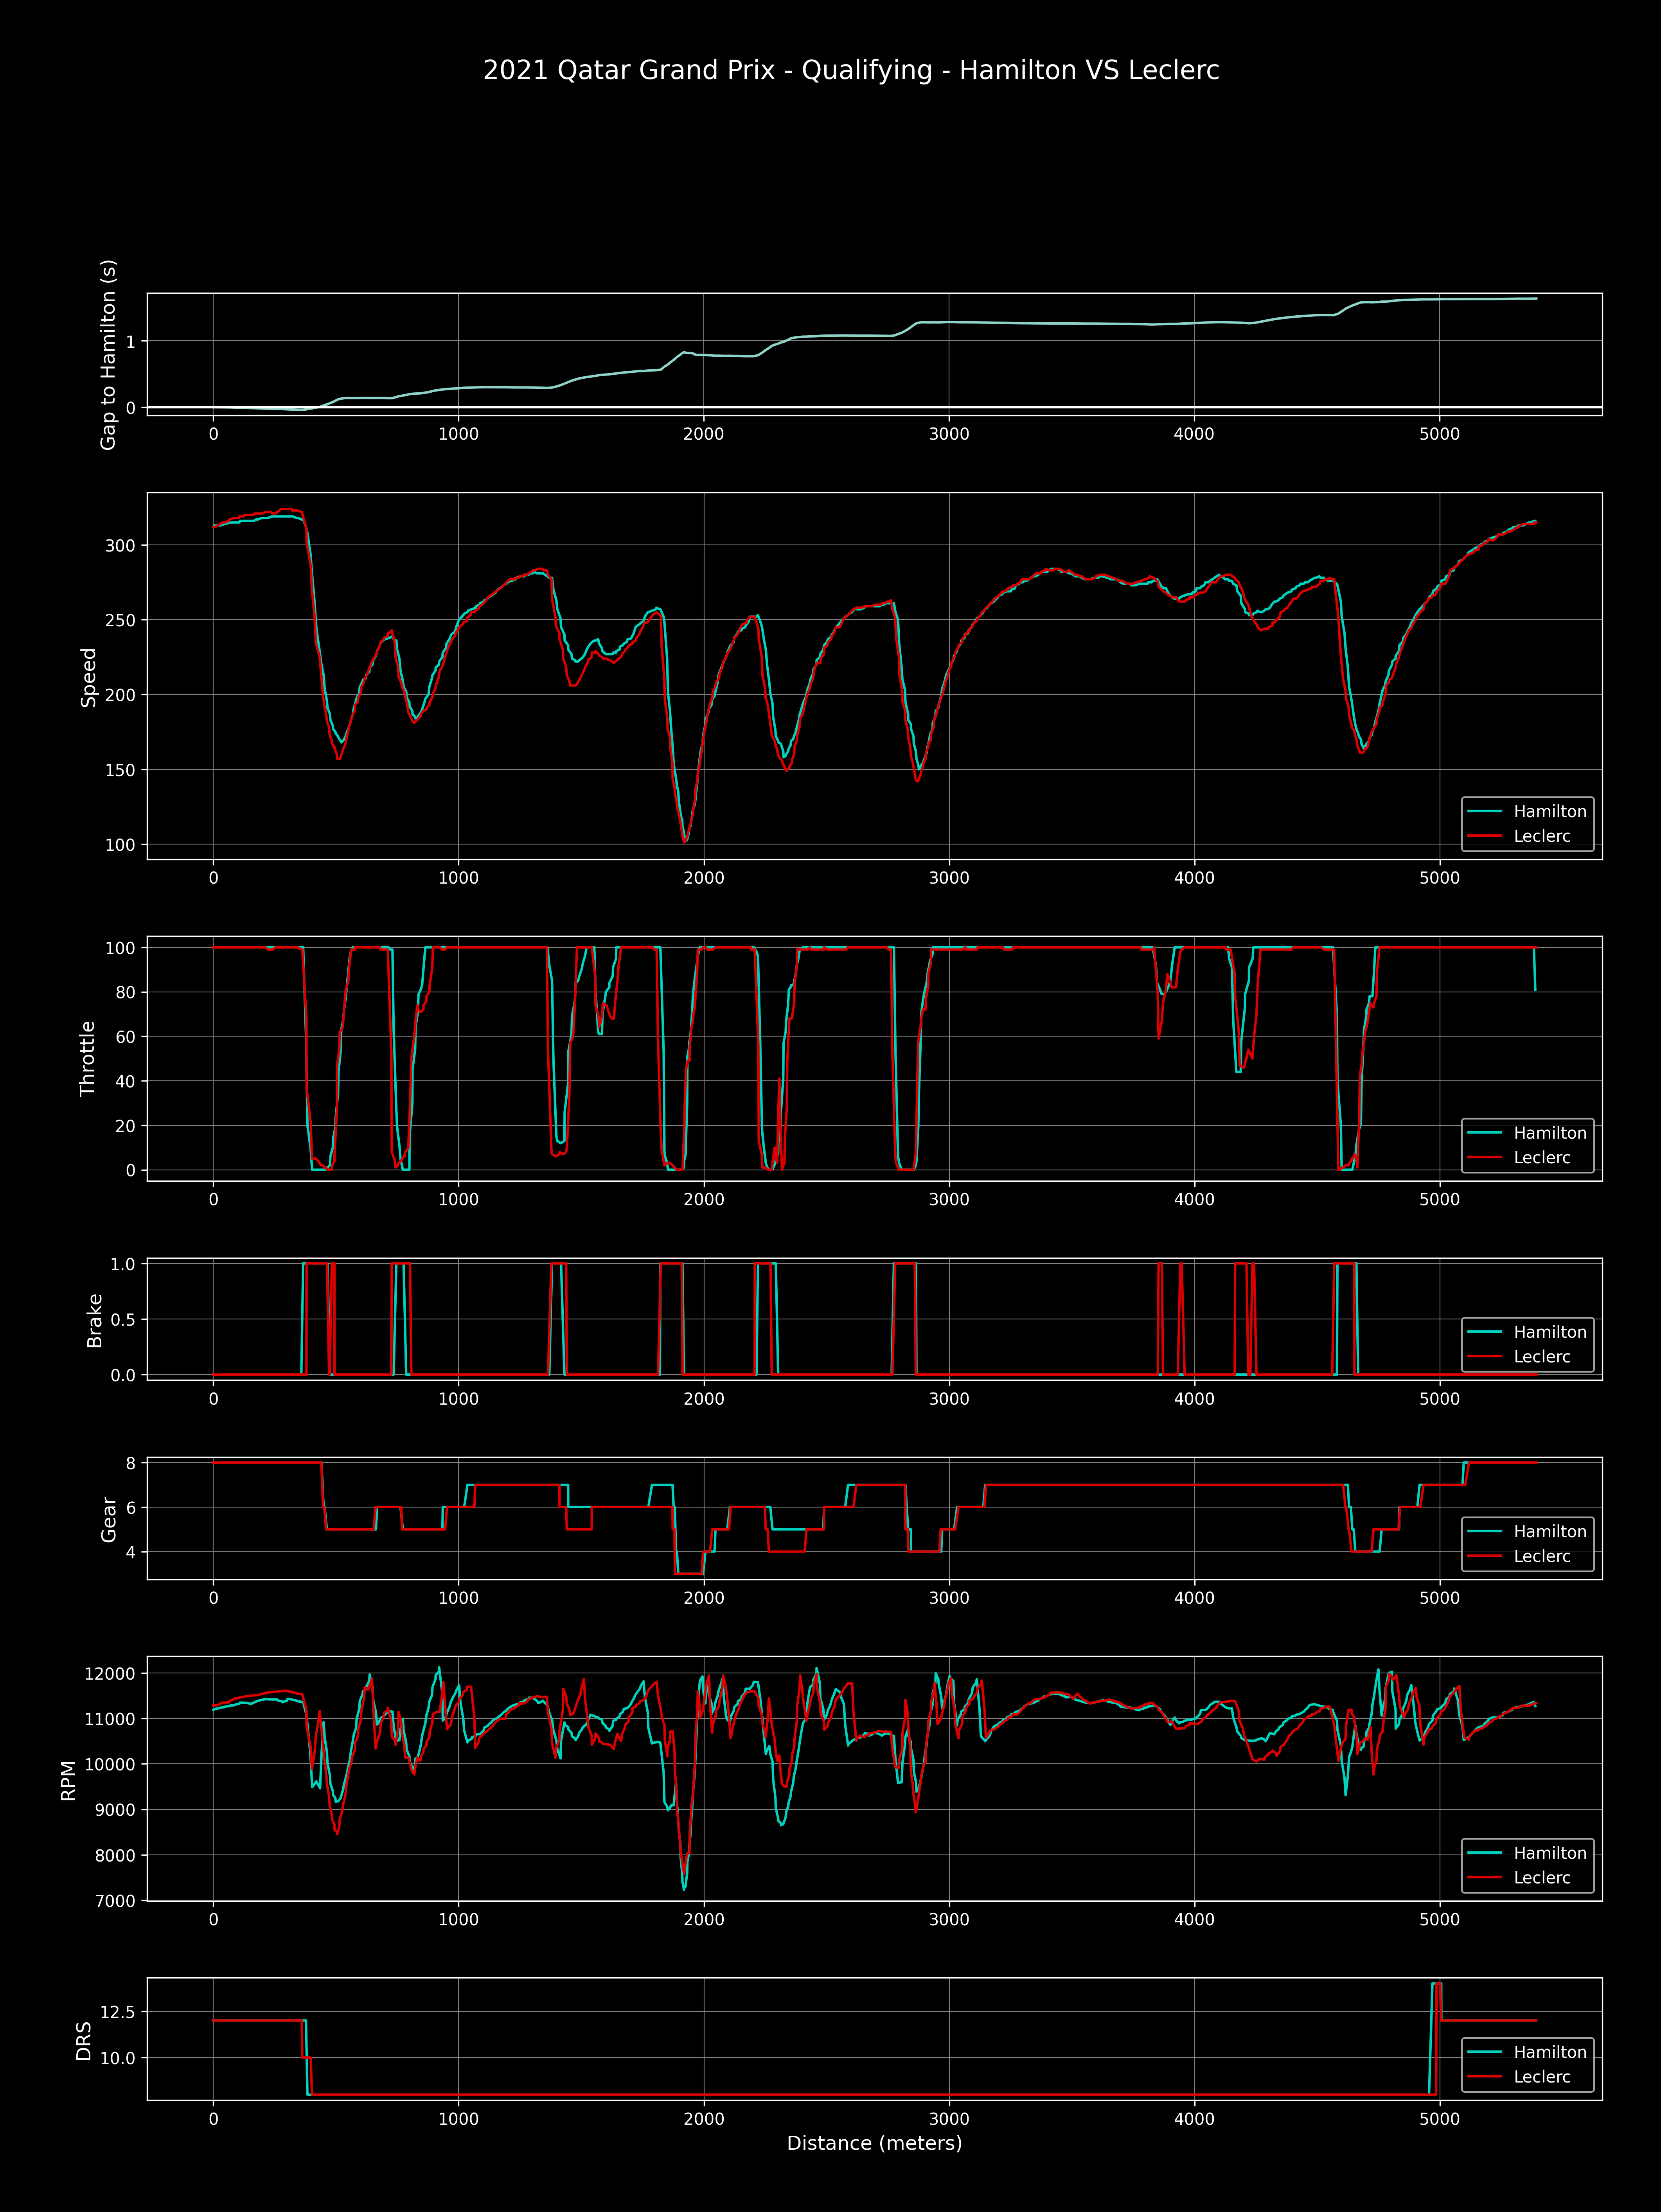 2021 Qatar Grand Prix - Qualifying - Hamilton VS Leclerc
Gap to Hamilton (s)
1
0
0 1000 2000 3000 4000 5000
Speed
300
250
200
150
100
Hamilton
Leclerc
0 1000 2000 3000 4000 5000
Throttle
100
80
60
40
20
0
Hamilton
Leclerc
0 1000 2000 3000 4000 5000
Brake
1.0
0.5
0.0
Hamilton
Leclerc
0 1000 2000 3000 4000 5000
Gear
8
6
4
Hamilton
Leclerc
0 1000 2000 3000 4000 5000
RPM
12000
11000
10000
9000
8000
7000
Hamilton
Leclerc
0 1000 2000 3000 4000 5000
DRS
12.5
10.0
Hamilton
Leclerc
0 1000 2000 3000 4000 5000
Distance (meters)